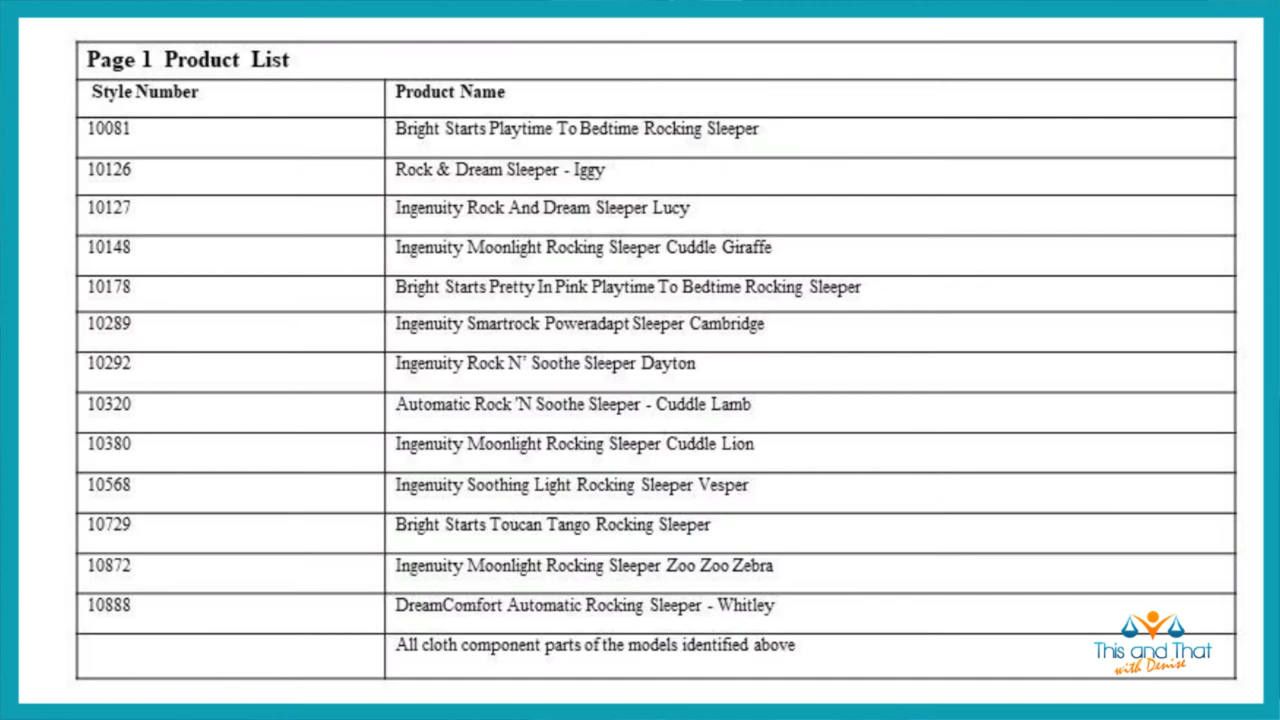 Page 1 Product List
Style Number Product Name
10081 Bright Starts Playtime To Bedtime Rocking Sleeper
10126 Rock & Dream Sleeper - Iggy
10127 Ingenuity Rock And Dream Sleeper Lucy
10148 Ingenuity Moonlight Rocking Sleeper Cuddle Giraffe
10178 Bright Starts Pretty In Pink Playtime To Bedtime Rocking Sleeper
10289 Ingenuity Smartrock Poweradapt Sleeper Cambridge
10292 Ingenuity Rock N' Soothe Sleeper Dayton
10320 Automatic Rock 'N Soothe Sleeper - Cuddle Lamb
10380 Ingenuity Moonlight Rocking Sleeper Cuddle Lion
10568 Ingenuity Soothing Light Rocking Sleeper Vesper
10729 Bright Starts Toucan Tango Rocking Sleeper
10872 Ingenuity Moonlight Rocking Sleeper Zoo Zoo Zebra
10888 DreamComfort Automatic Rocking Sleeper - Whitley
All cloth component parts of the models identified above
This and That
with Denise